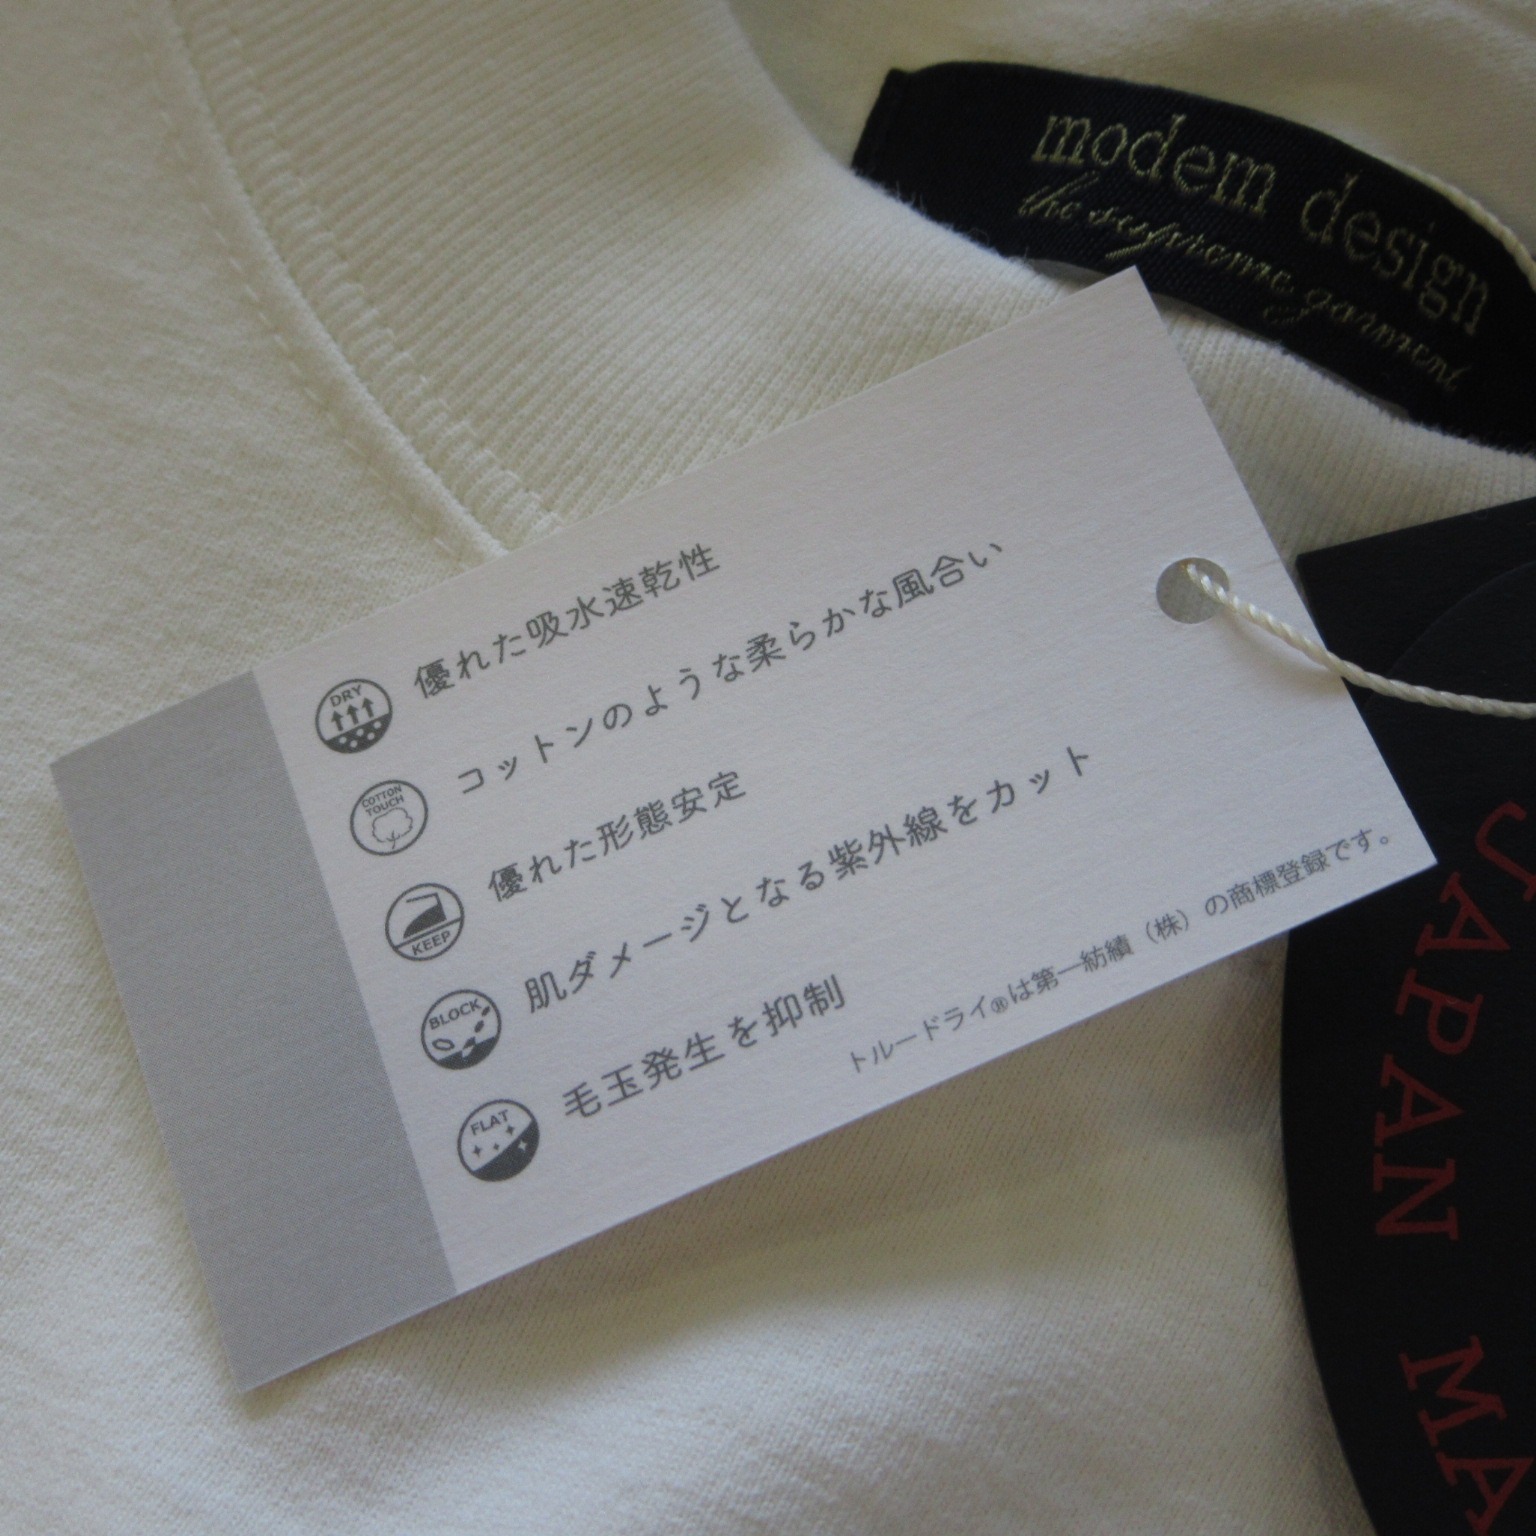 modem design
the supreme garment
DRY
優れた吸水速乾性
COTTON
TOUCH
コットンのような柔らかな風合い
KEEP
優れた形態安定
BLOCK
肌ダメージとなる紫外線をカット
FLAT
毛玉発生を抑制
トルードライ®は第一紡績（株）の商標登録です。
JAPAN MA